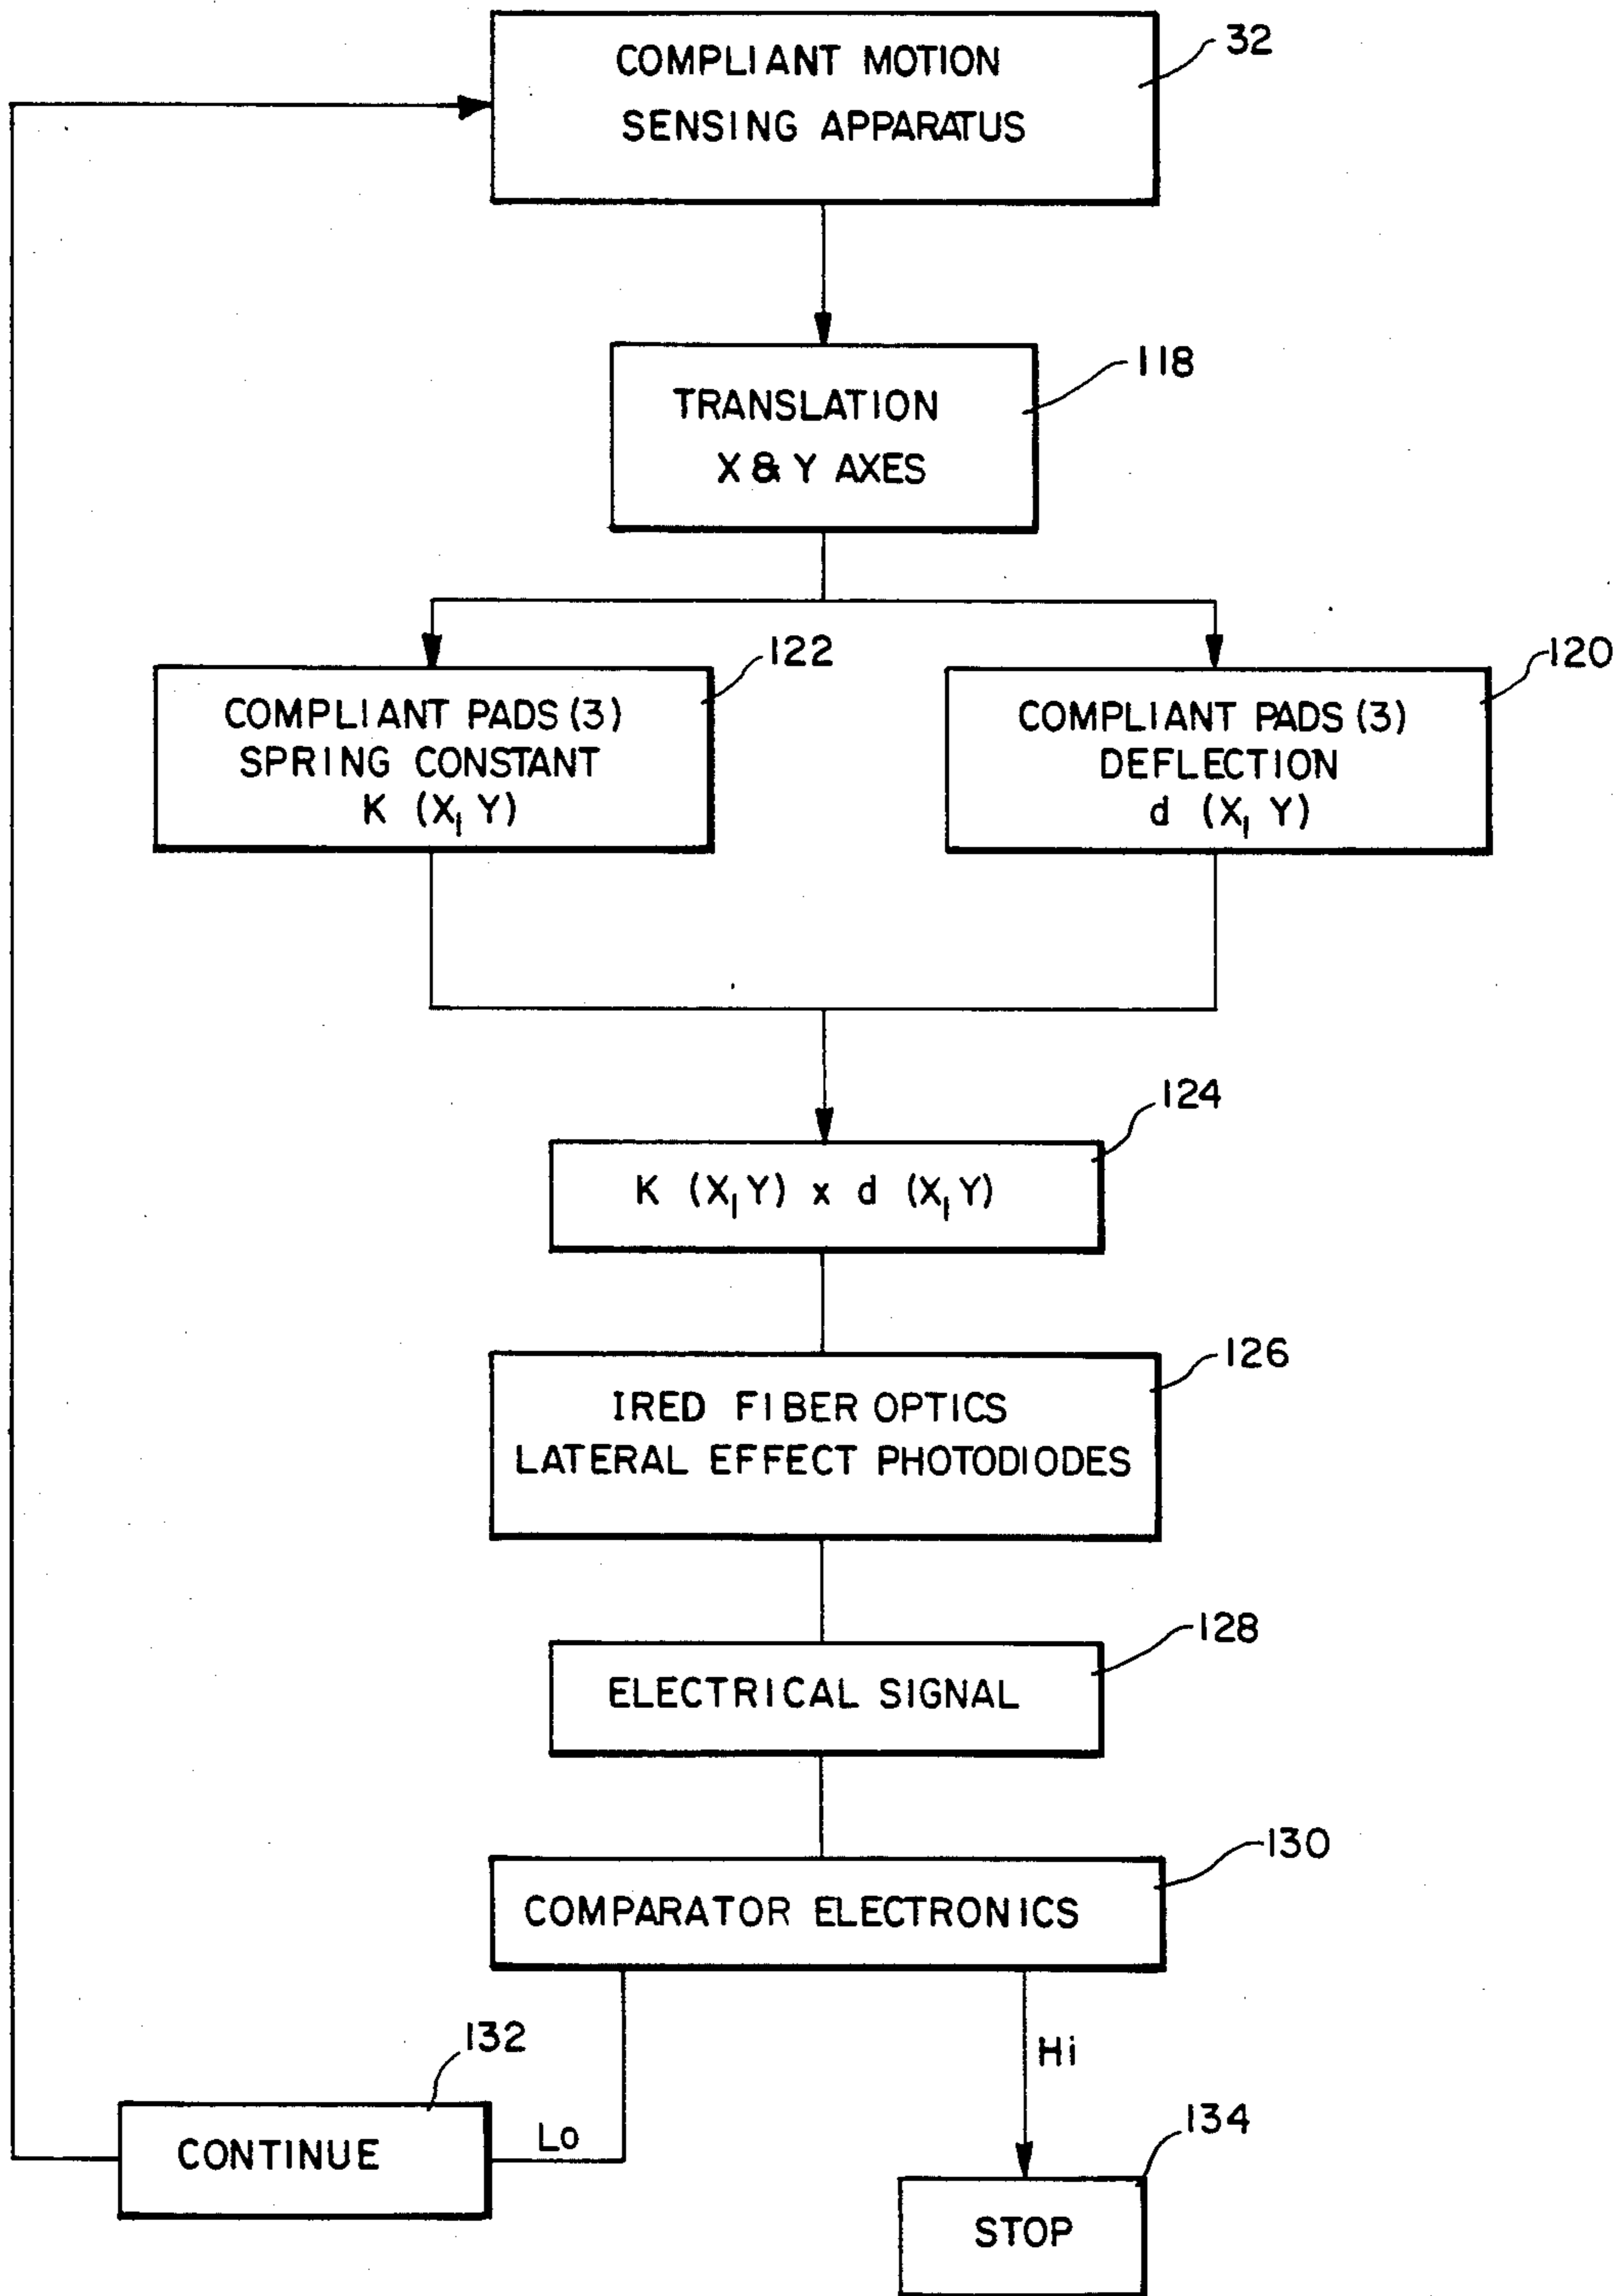 COMPLIANT MOTION
SENSING APPARATUS
32
TRANSLATION
X & Y AXES
118
COMPLIANT PADS (3)
SPRING CONSTANT
K (X, Y)
122
COMPLIANT PADS (3)
DEFLECTION
d (X, Y)
120
K (X, Y) x d (X, Y)
124
IRED FIBER OPTICS
LATERAL EFFECT PHOTODIODES
126
ELECTRICAL SIGNAL
128
COMPARATOR ELECTRONICS
130
Hi
Lo
CONTINUE
132
STOP
134